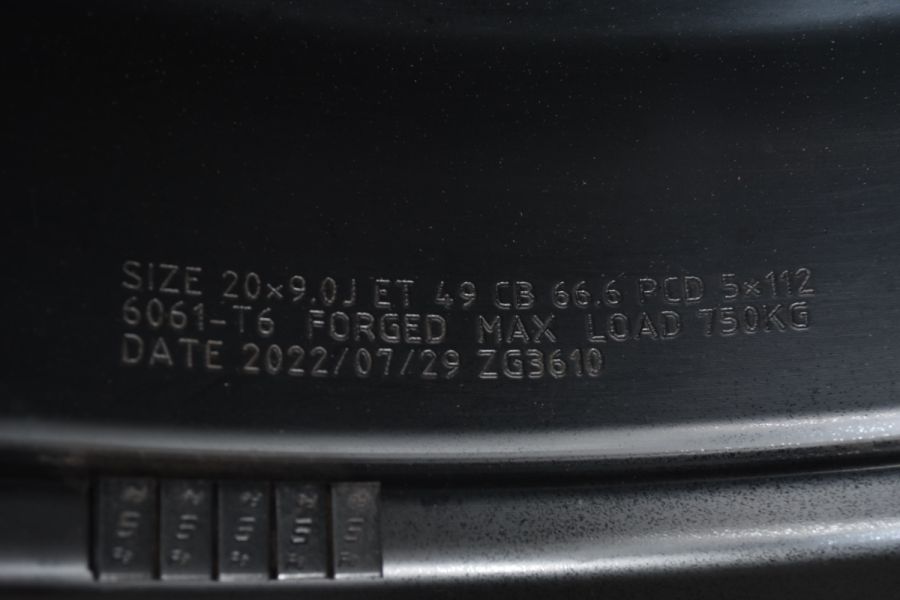 SIZE 20×9.0J ET 49 CB 66.6 PCD 5×112
6061-T6 FORGED MAX LOAD 750KG
DATE 2022/07/29 ZG3610